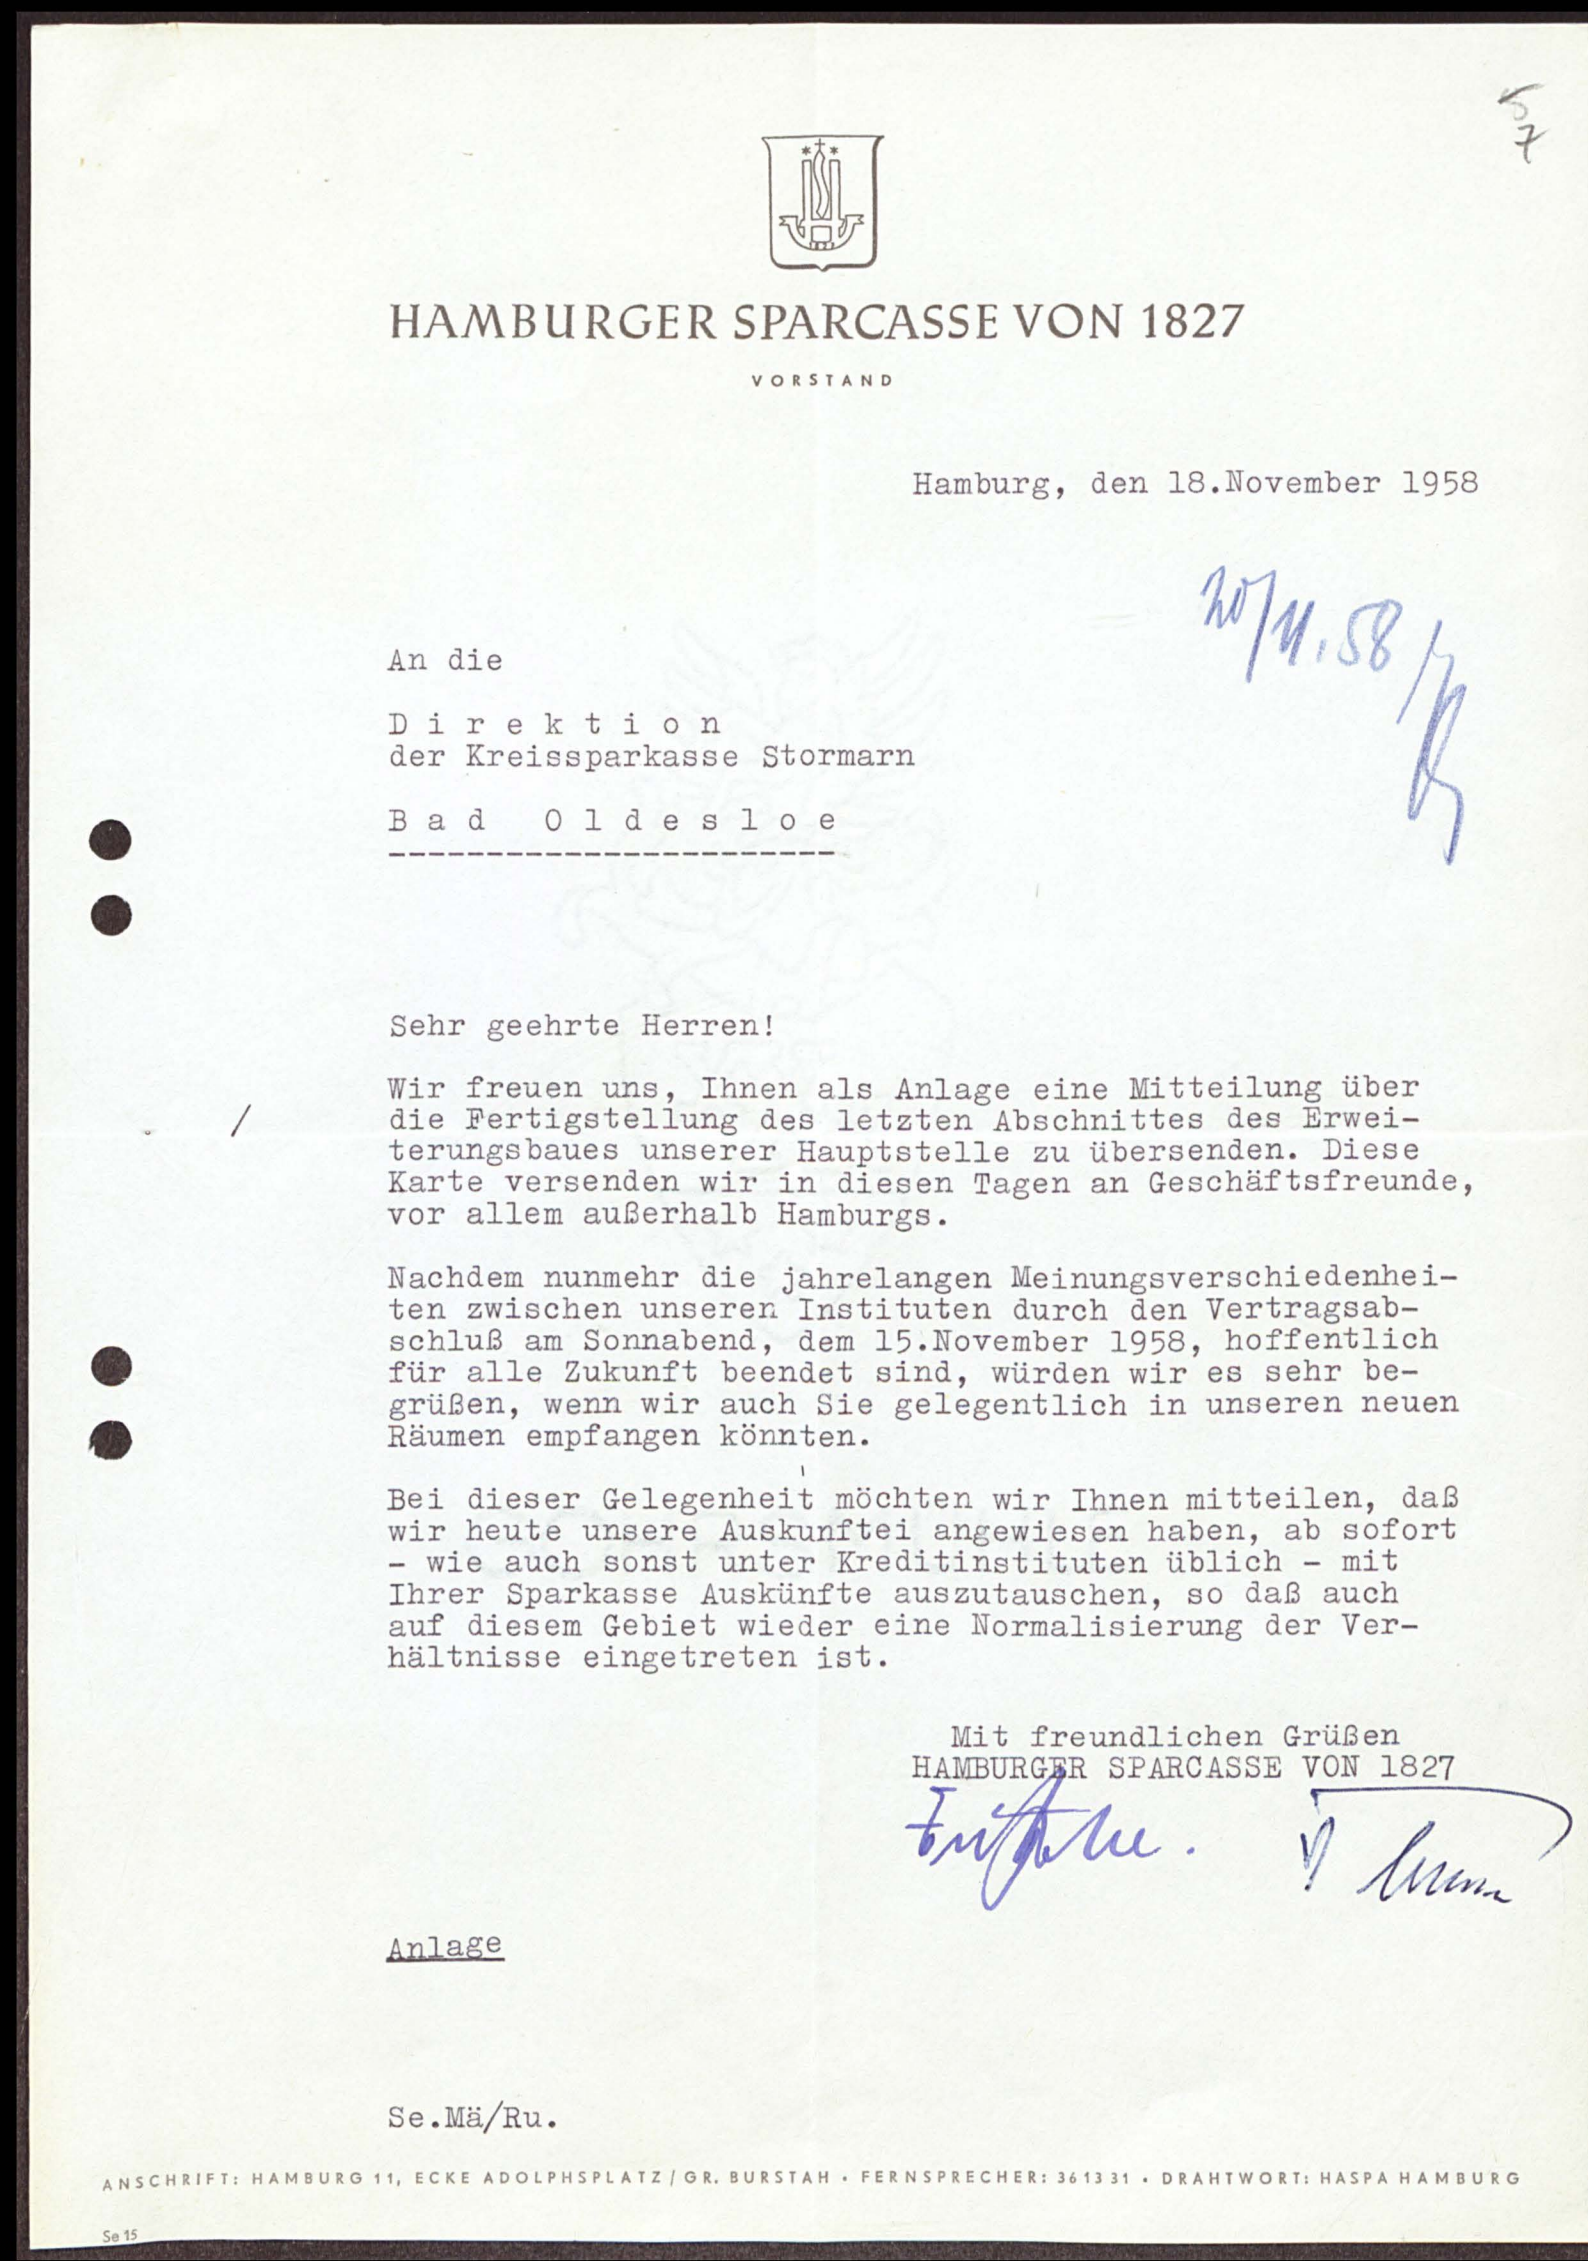 5
7
HAMBURGER SPARCASSE VON 1827
VORSTAND
Hamburg, den 18.November 1958
20/11.58
An die
D i r e k t i o n
der Kreissparkasse Stormarn
B a d   O l d e s l o e
-----------------------
Sehr geehrte Herren!
Wir freuen uns, Ihnen als Anlage eine Mitteilung über
/ die Fertigstellung des letzten Abschnittes des Erwei-
terungsbaues unserer Hauptstelle zu übersenden. Diese
Karte versenden wir in diesen Tagen an Geschäftsfreunde,
vor allem außerhalb Hamburgs.
Nachdem nunmehr die jahrelangen Meinungsverschiedenhei-
ten zwischen unseren Instituten durch den Vertragsab-
schluß am Sonnabend, dem 15.November 1958, hoffentlich
für alle Zukunft beendet sind, würden wir es sehr be-
grüßen, wenn wir auch Sie gelegentlich in unseren neuen
Räumen empfangen könnten.
Bei dieser Gelegenheit möchten wir Ihnen mitteilen, daß
wir heute unsere Auskunftei angewiesen haben, ab sofort
- wie auch sonst unter Kreditinstituten üblich - mit
Ihrer Sparkasse Auskünfte auszutauschen, so daß auch
auf diesem Gebiet wieder eine Normalisierung der Ver-
hältnisse eingetreten ist.
Mit freundlichen Grüßen
HAMBURGER SPARCASSE VON 1827
Anlage
Se.Mä/Ru.
ANSCHRIFT: HAMBURG 11, ECKE ADOLPHSPLATZ / GR. BURSTAH • FERNSPRECHER: 36 13 31 • DRAHTWORT: HASPA HAMBURG
Se 15